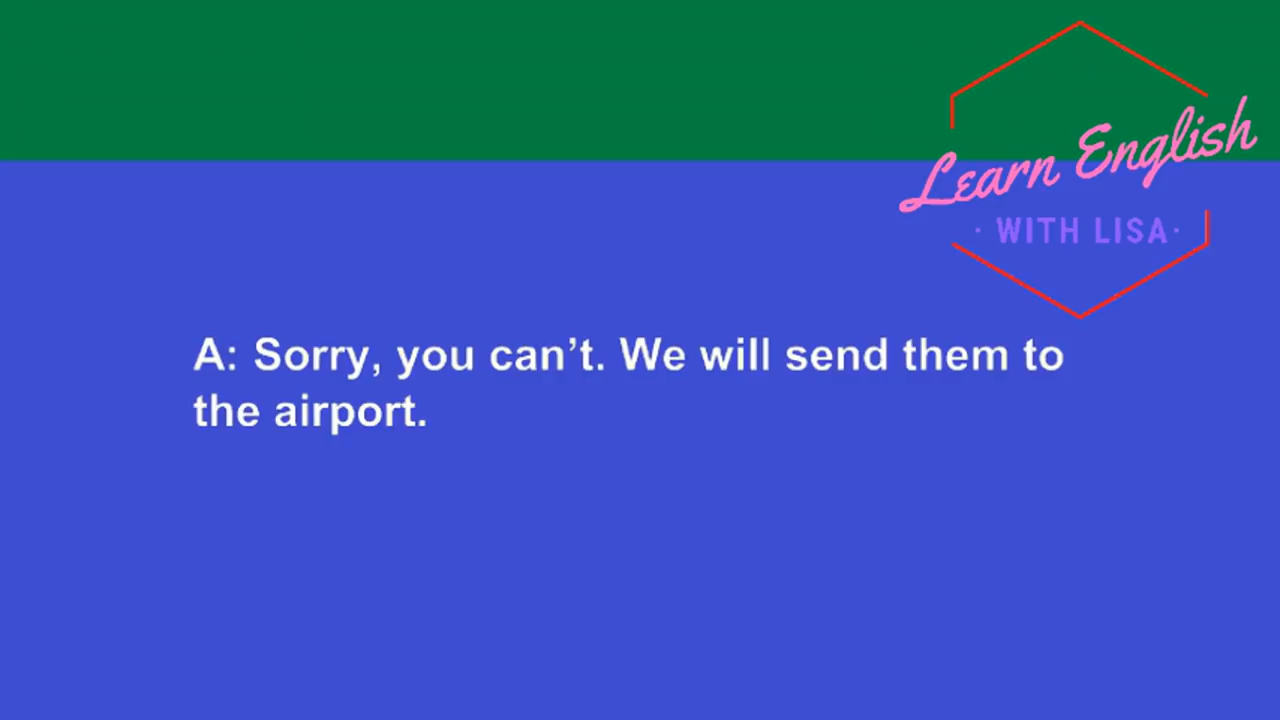 Learn English
· WITH LISA ·
A: Sorry, you can’t. We will send them to
the airport.